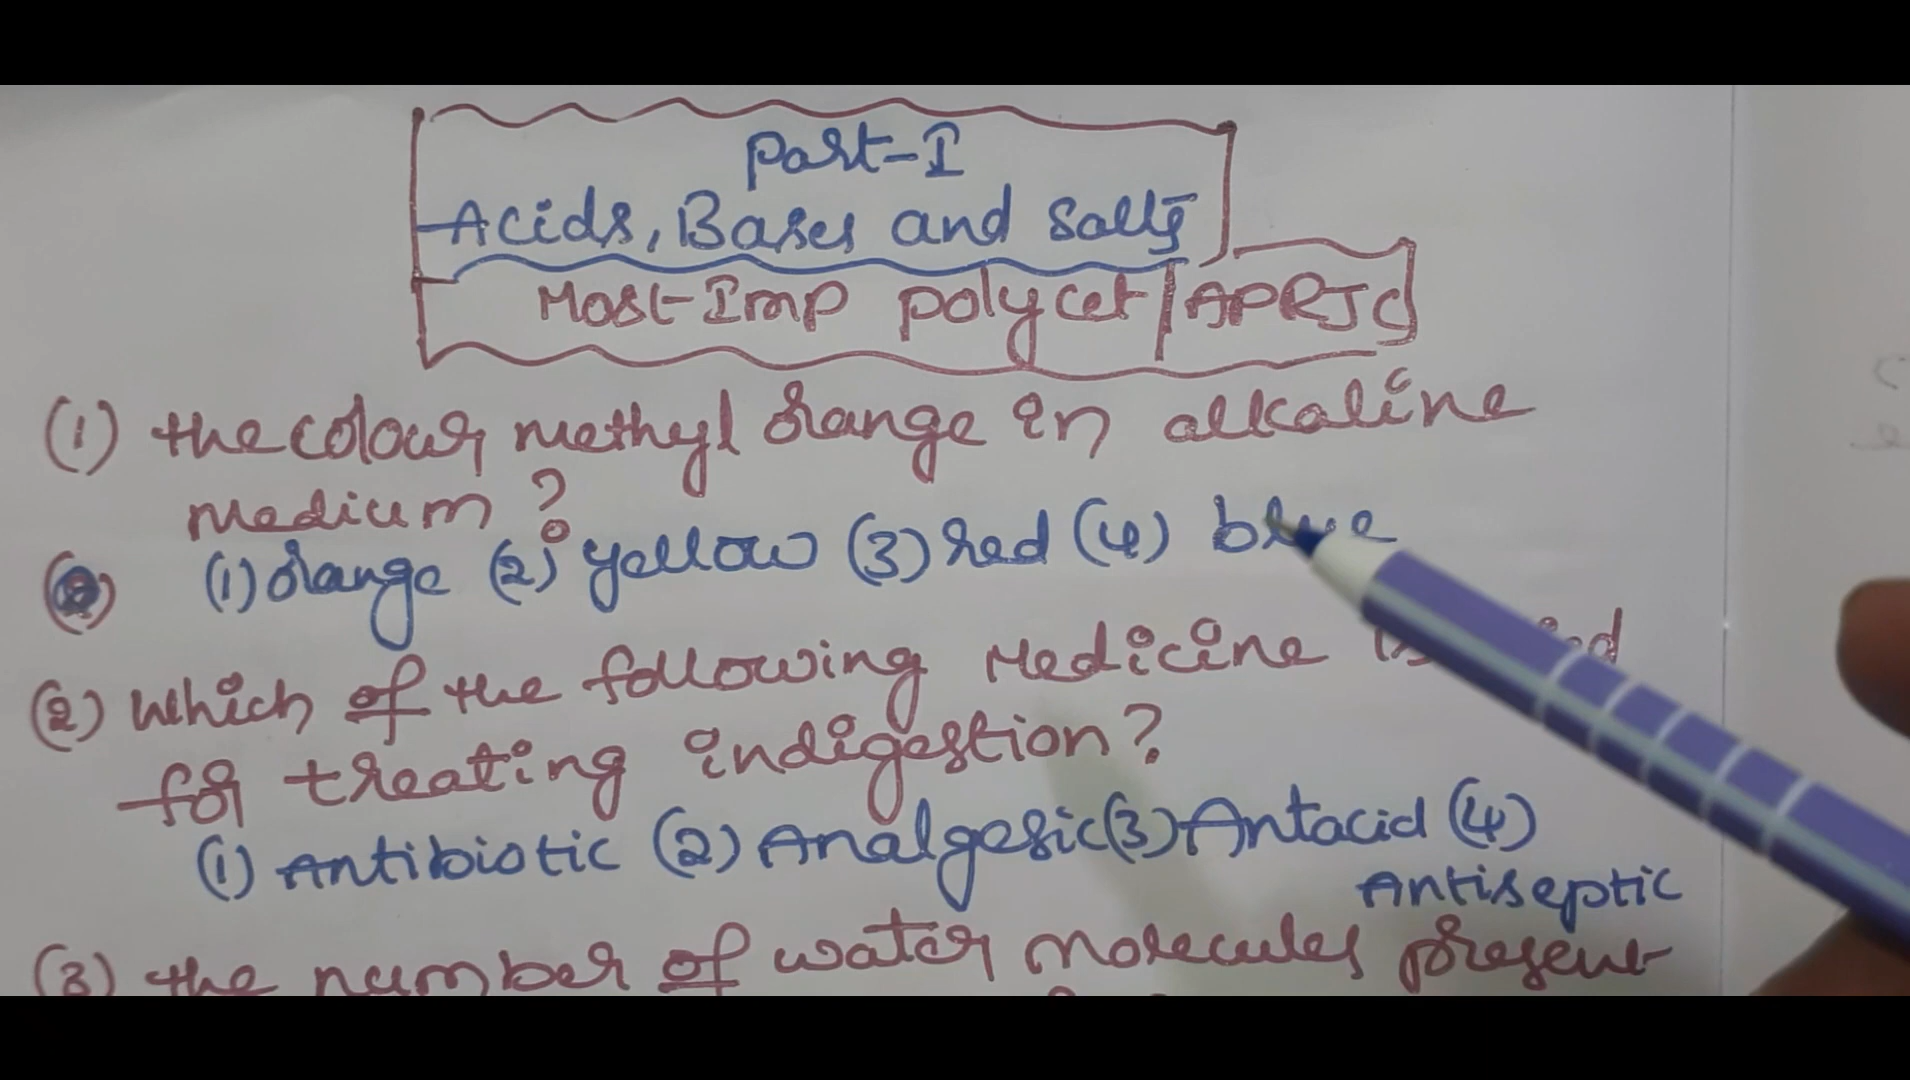 Part-I
Acids, Bases and Salts
Most-Imp polycet/APRJC
(1) the colour methyl orange in alkaline
medium?
(1) orange (2) yellow (3) red (4) blue
(2) Which of the following Medicine is
for treating indigestion?
(1) Antibiotic (2) Analgesic (3) Antacid (4)
Antiseptic
(3) the number of water molecules present